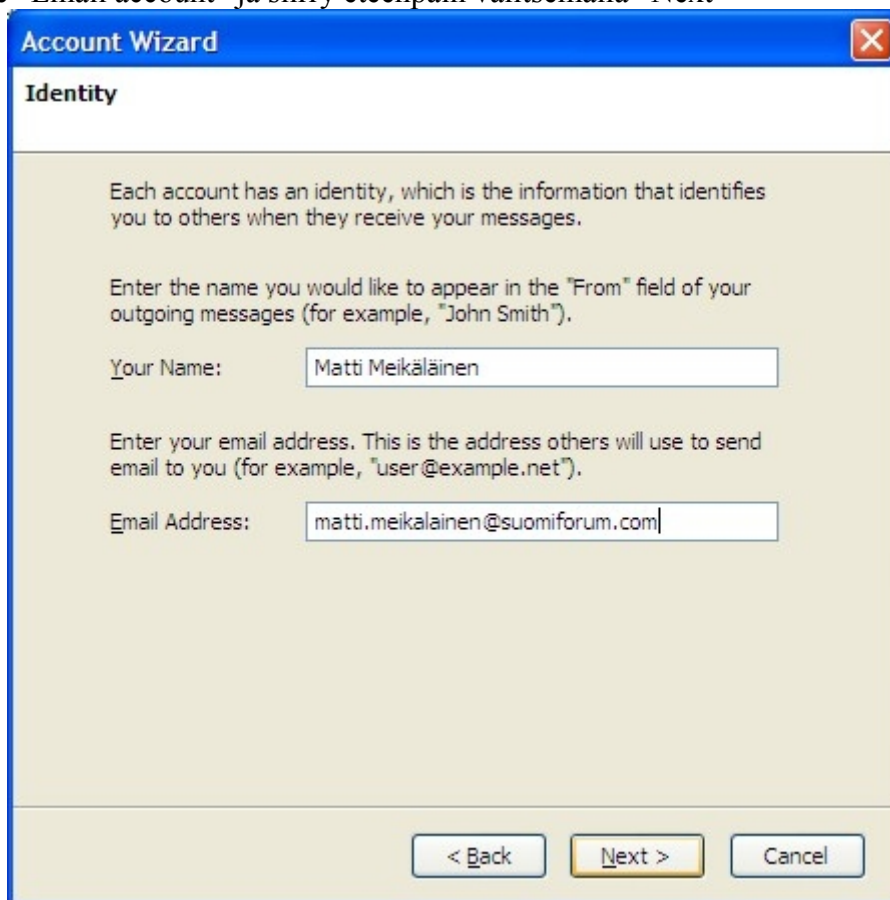 "Email account" ja siirry eteenpäin valitsemalla "Next"
Account Wizard
Identity
Each account has an identity, which is the information that identifies
you to others when they receive your messages.
Enter the name you would like to appear in the "From" field of your
outgoing messages (for example, "John Smith").
Your Name: Matti Meikäläinen
Enter your email address. This is the address others will use to send
email to you (for example, "user@example.net").
Email Address: matti.meikalainen@suomiforum.com
< Back Next > Cancel